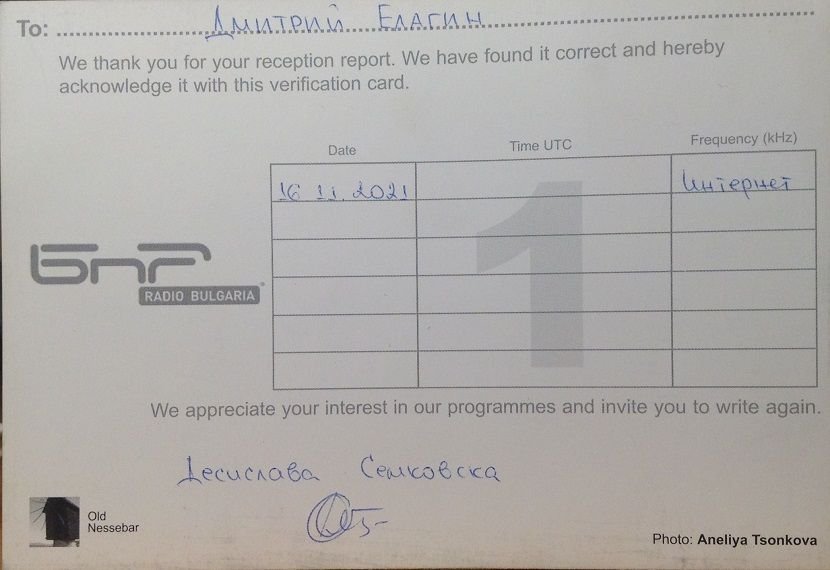 To: Дмитрий Елагин
We thank you for your reception report. We have found it correct and hereby
acknowledge it with this verification card.
Date Time UTC Frequency (kHz)
16 11. 2021 Интернет
1
БНР
RADIO BULGARIA
We appreciate your interest in our programmes and invite you to write again.
Десислава Семковска
Old
Nessebar
Photo: Aneliya Tsonkova